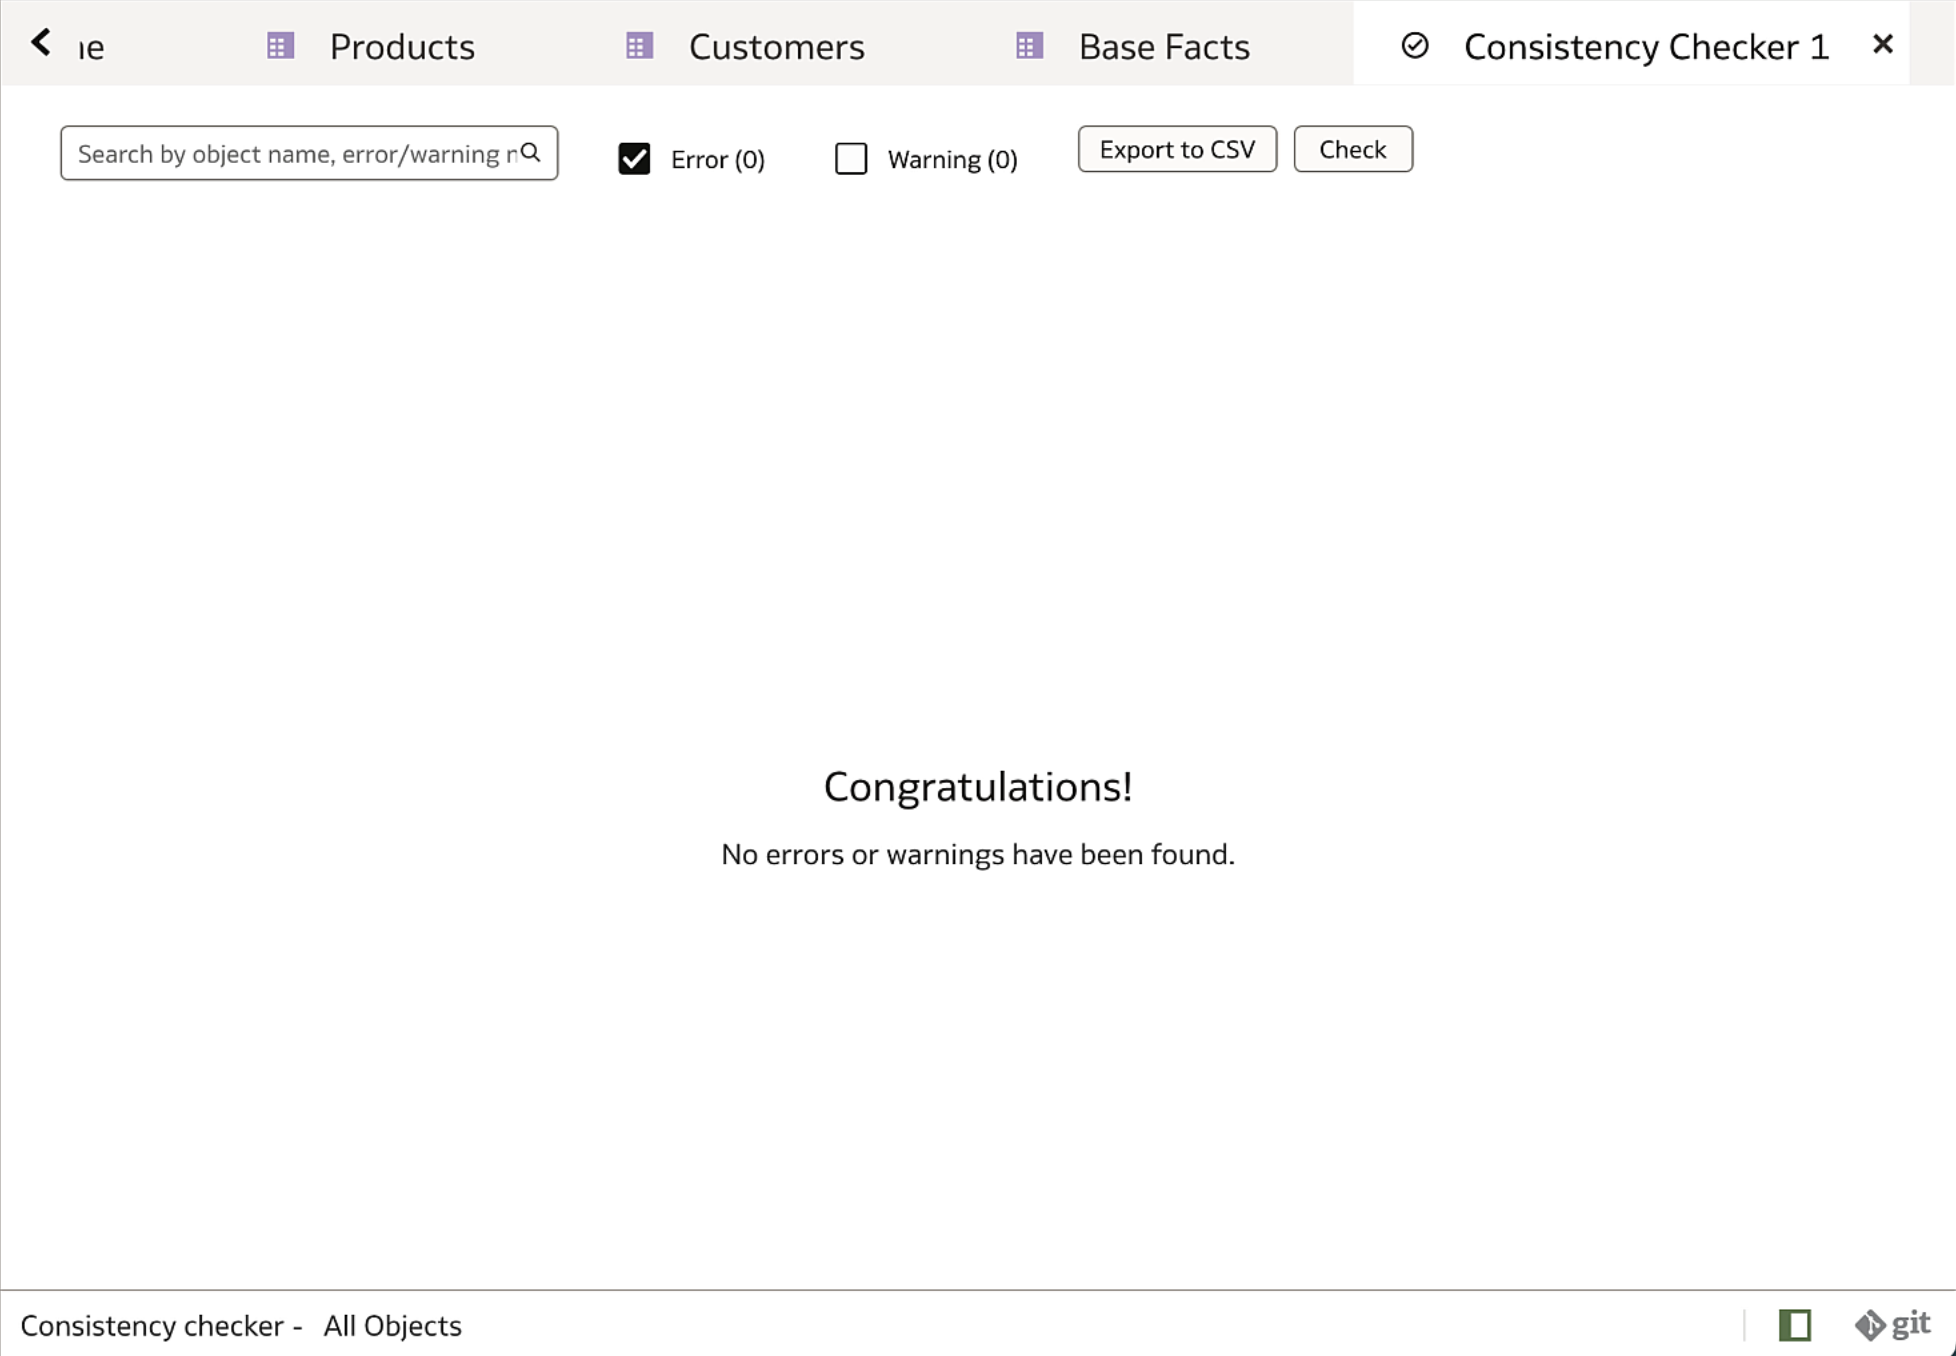 Products Customers Base Facts Consistency Checker 1
Search by object name, error/warning Error (0) Warning (0) Export to CSV Check
Congratulations!
No errors or warnings have been found.
Consistency checker - All Objects git